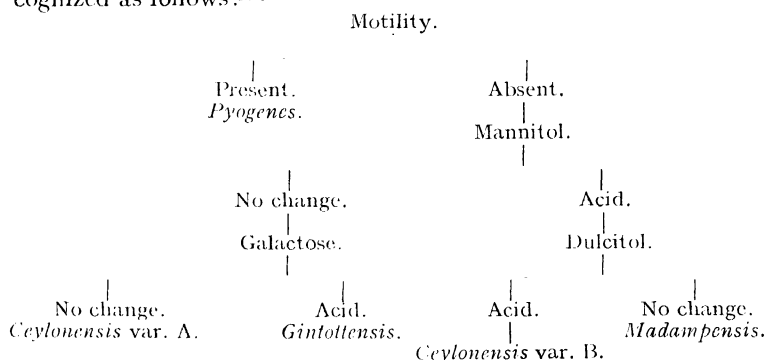 cognized as follows:—
Motility.
Present. Absent.
Pyogenes. Mannitol.
No change. Acid.
Galactose. Dulcitol.
No change. Acid. Acid. No change.
Ceylonensis var. A. Gintottensis. Madampensis.
Ceylonensis var. B.